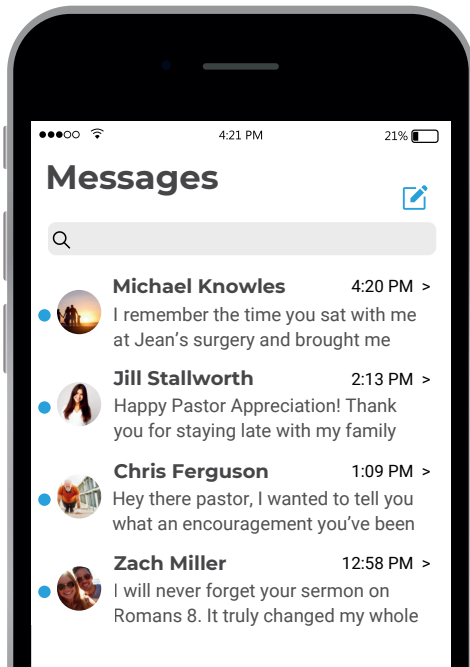 4:21 PM
21%
Messages
Michael Knowles
4:20 PM >
I remember the time you sat with me
at Jean’s surgery and brought me
Jill Stallworth
2:13 PM >
Happy Pastor Appreciation! Thank
you for staying late with my family
Chris Ferguson
1:09 PM >
Hey there pastor, I wanted to tell you
what an encouragement you’ve been
Zach Miller
12:58 PM >
I will never forget your sermon on
Romans 8. It truly changed my whole